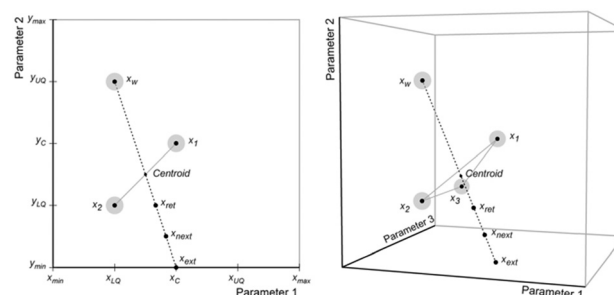 Parameter 2
y_max
y_UQ
y_C
y_LQ
y_min
x_w
x_1
Centroid
x_2
x_ret
x_next
x_ext
x_min
x_LQ
x_C
x_UQ
x_max
Parameter 1
Parameter 2
x_w
x_1
Centroid
x_3
x_2
x_ret
Parameter 3
x_next
x_ext
Parameter 1